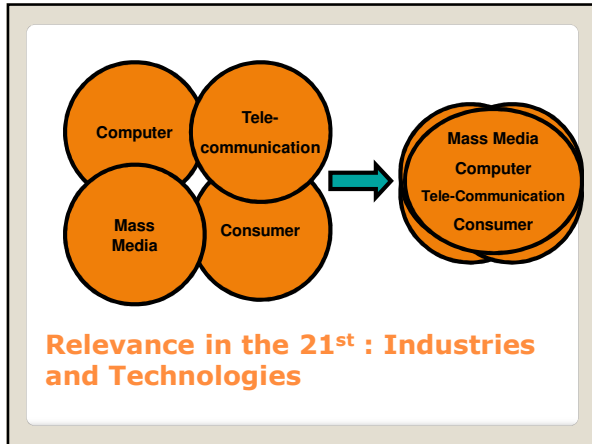 Computer
Tele-
communication
Mass
Media
Consumer
Mass Media
Computer
Tele-Communication
Consumer
Relevance in the 21st : Industries
and Technologies